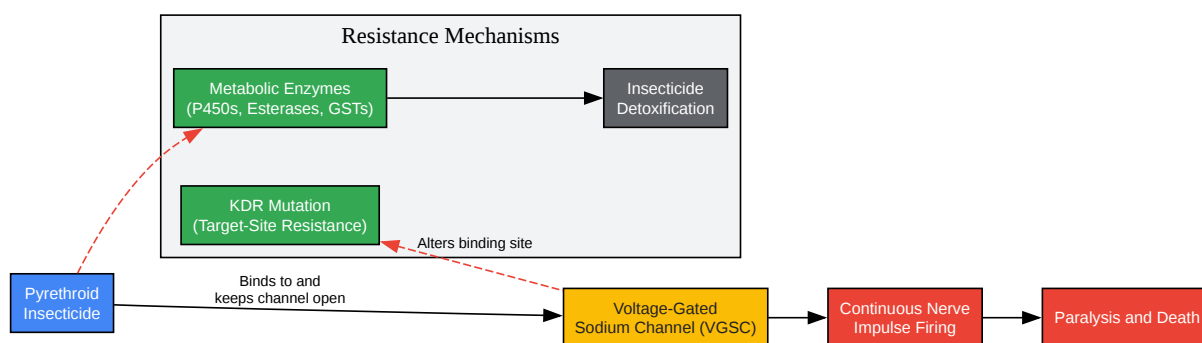 Resistance Mechanisms
Metabolic Enzymes
(P450s, Esterases, GSTs)
Insecticide
Detoxification
KDR Mutation
(Target-Site Resistance)
Alters binding site
Pyrethroid
Insecticide
Binds to and
keeps channel open
Voltage-Gated
Sodium Channel (VGSC)
Continuous Nerve
Impulse Firing
Paralysis and Death